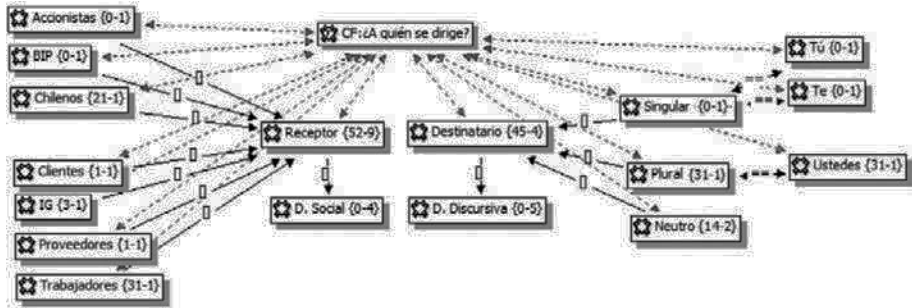 Accionistas {0-1}
CF:¿A quién se dirige?
BIP {0-1}
Tú {0-1}
Chilenos {21-1}
Te {0-1}
Singular {0-1}
Receptor {52-9}
Destinatario {45-4}
Clientes {1-1}
Plural {31-1}
Ustedes {31-1}
IG {3-1}
D. Social {0-4}
D. Discursiva {0-5}
Neutro {14-2}
Proveedores {1-1}
Trabajadores {31-1}